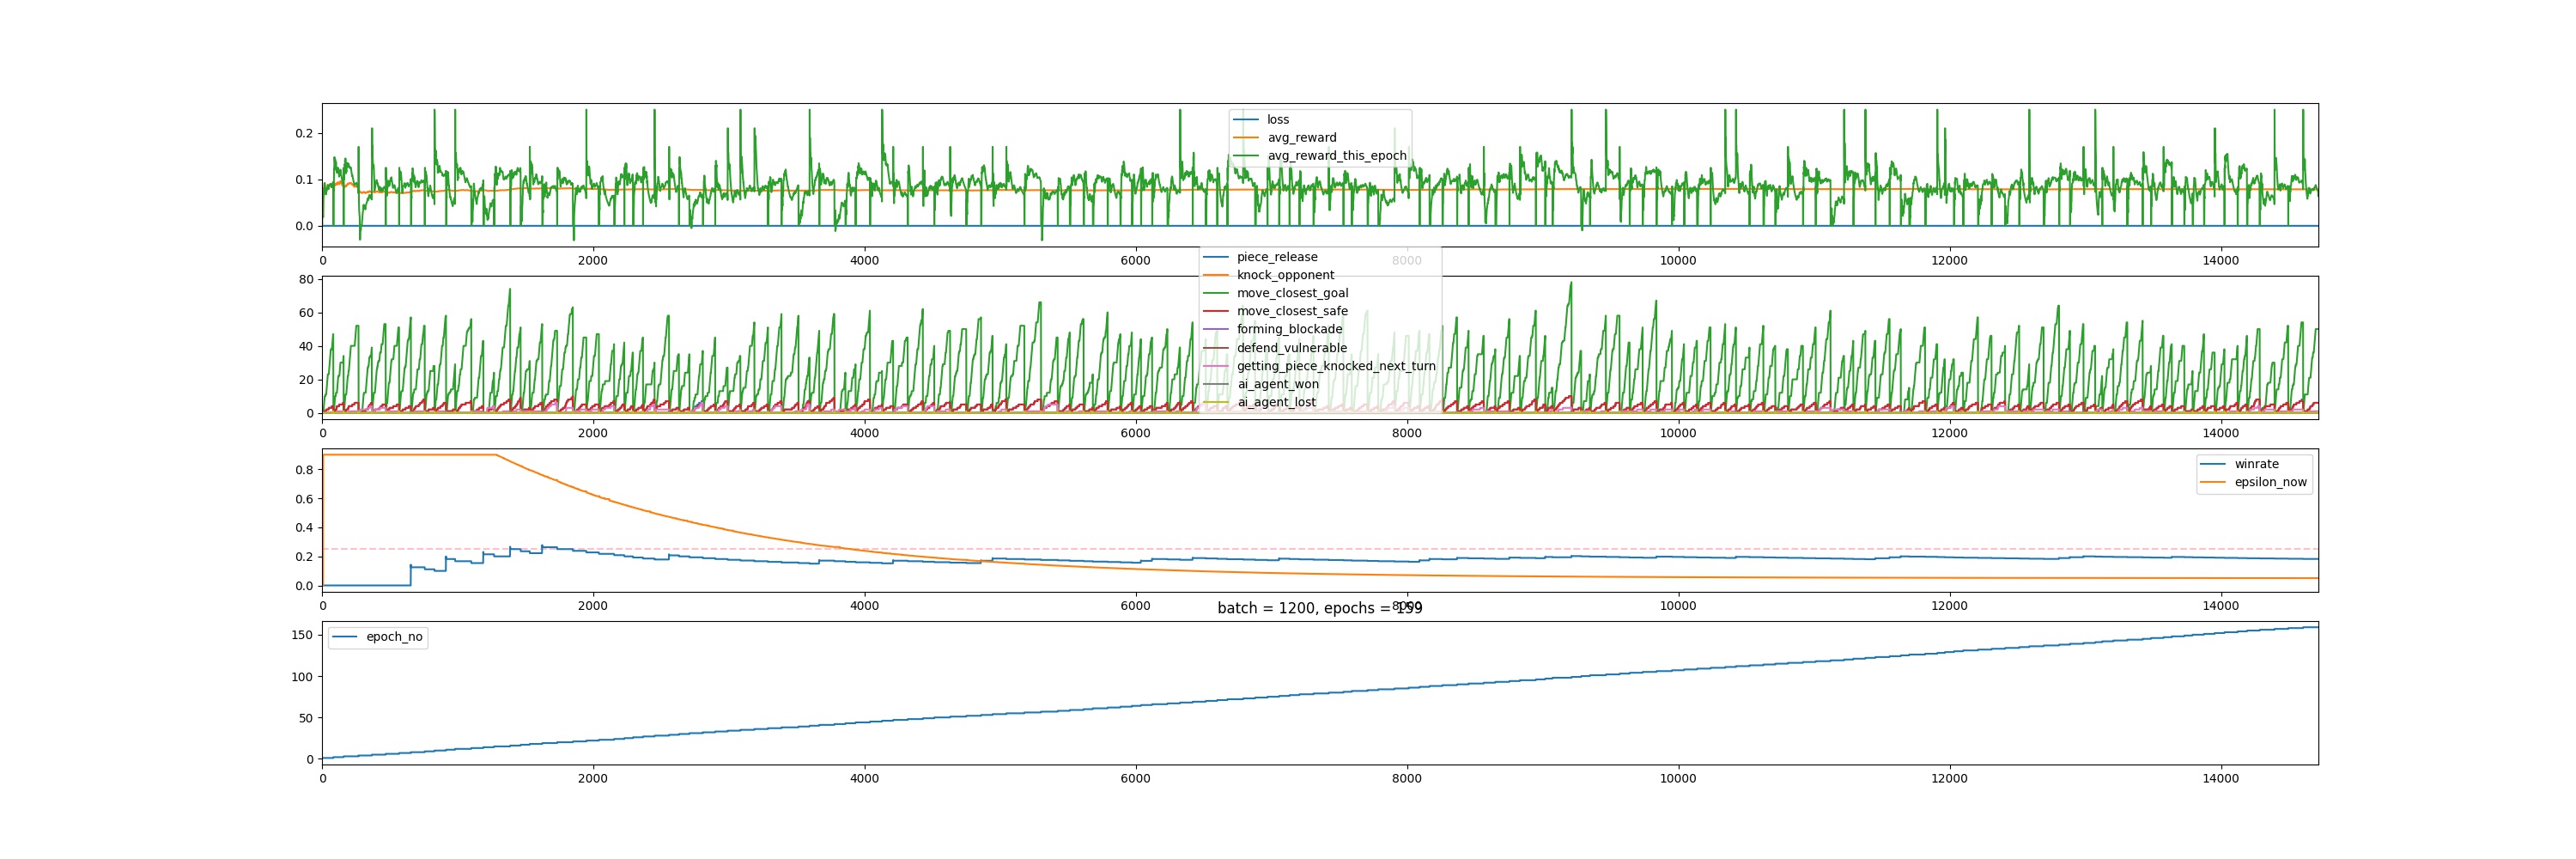 0.2
0.1
0.0
loss
avg_reward
avg_reward_this_epoch
0 2000 4000 6000 8000 10000 12000 14000
80
60
40
20
0
piece_release
knock_opponent
move_closest_goal
move_closest_safe
forming_blockade
defend_vulnerable
getting_piece_knocked_next_turn
ai_agent_won
ai_agent_lost
0 2000 4000 6000 8000 10000 12000 14000
0.8
0.6
0.4
0.2
0.0
winrate
epsilon_now
0 2000 4000 6000 8000 10000 12000 14000
batch = 1200, epochs = 159
150
100
50
0
epoch_no
0 2000 4000 6000 8000 10000 12000 14000